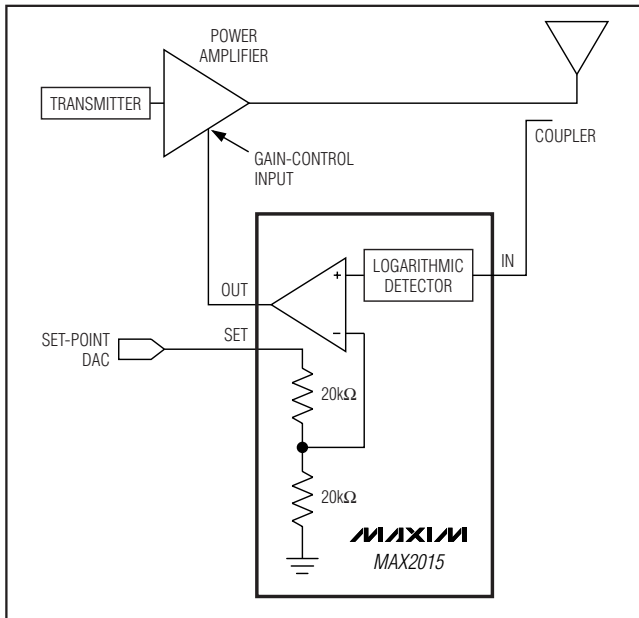 POWER
AMPLIFIER
TRANSMITTER
GAIN-CONTROL
INPUT
COUPLER
IN
LOGARITHMIC
DETECTOR
+
−
OUT
SET
SET-POINT
DAC
20kΩ
20kΩ
MAXIM
MAX2015